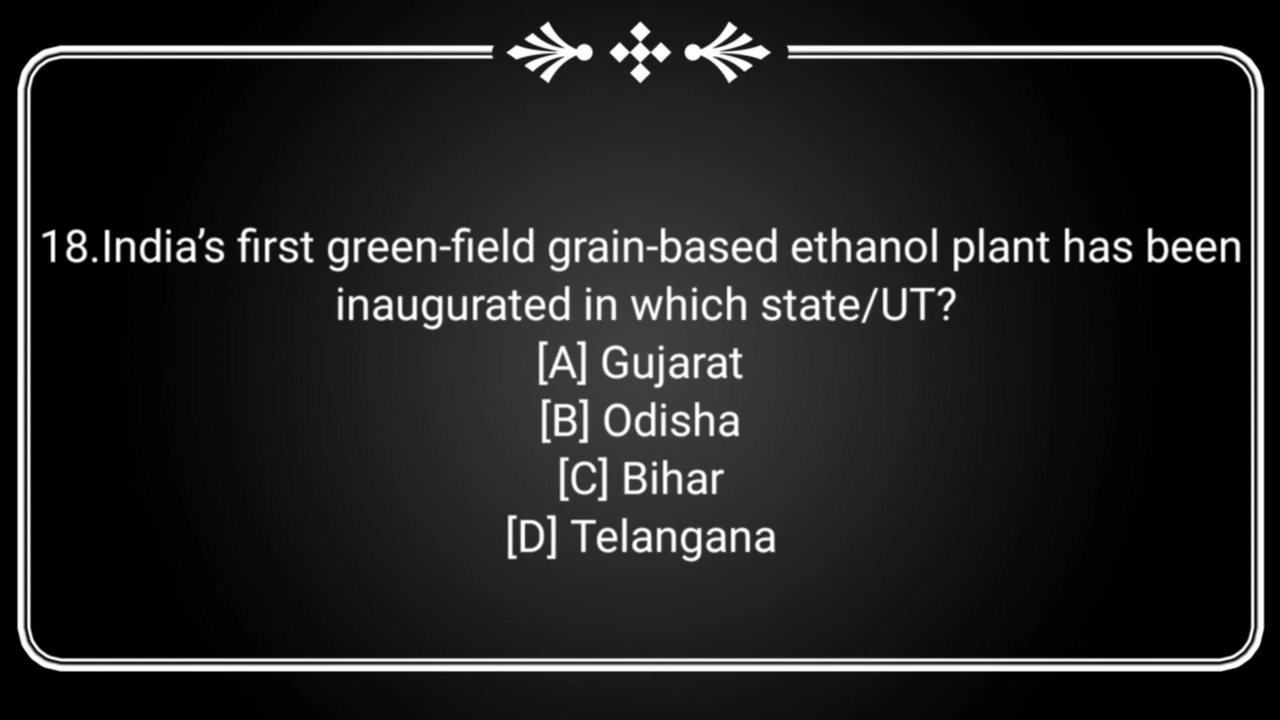 18.India’s first green-field grain-based ethanol plant has been
inaugurated in which state/UT?
[A] Gujarat
[B] Odisha
[C] Bihar
[D] Telangana